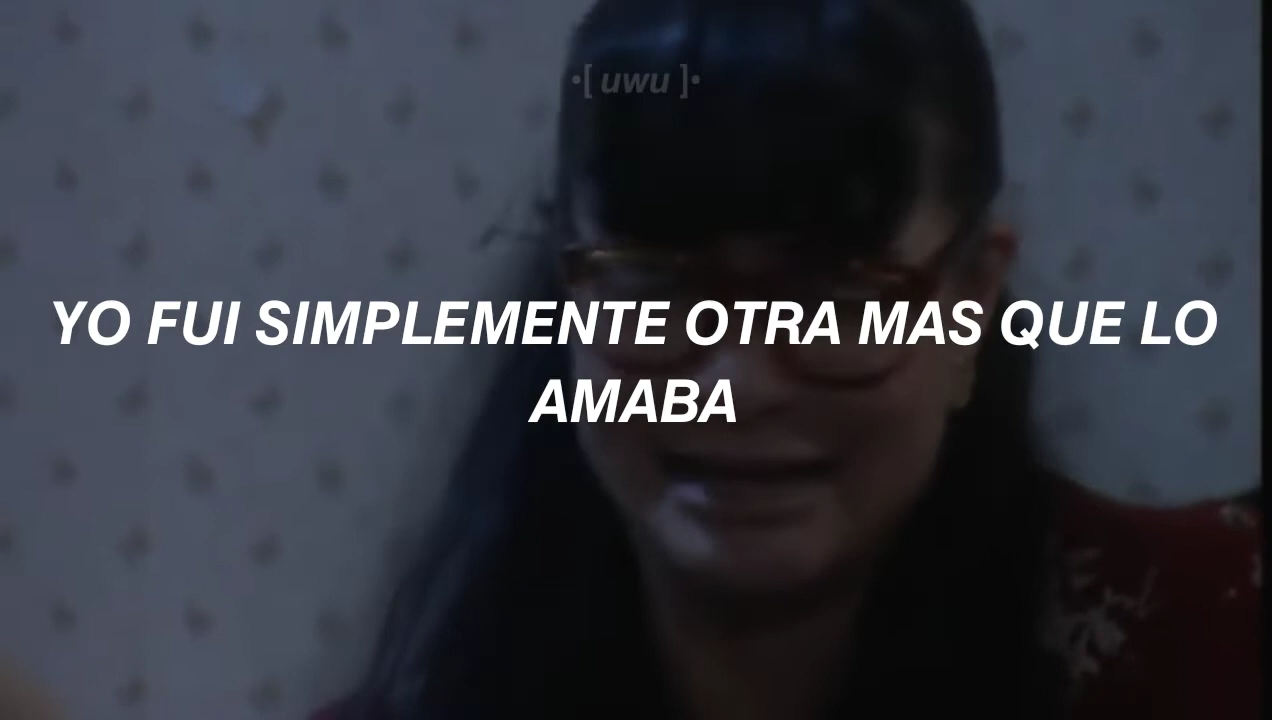 •[ uwu ]•
YO FUI SIMPLEMENTE OTRA MAS QUE LO
AMABA